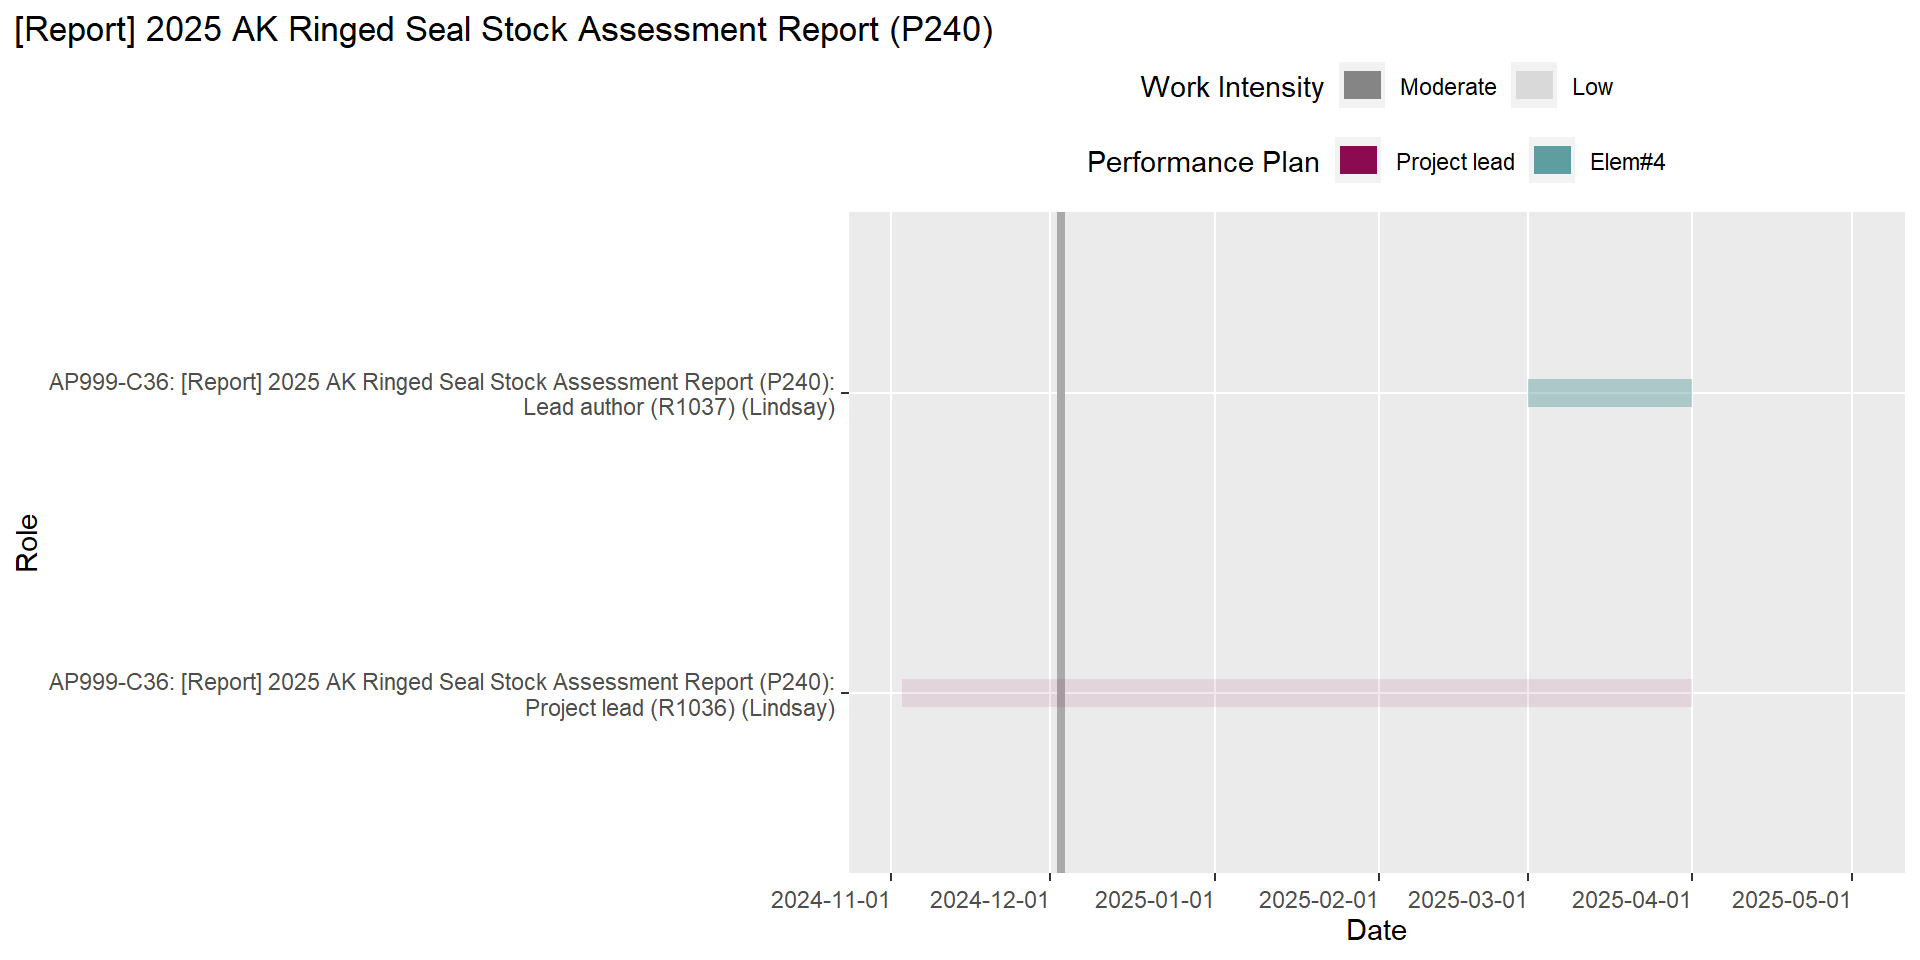 [Report] 2025 AK Ringed Seal Stock Assessment Report (P240)
Work Intensity Moderate Low
Performance Plan Project lead Elem#4
AP999-C36: [Report] 2025 AK Ringed Seal Stock Assessment Report (P240):
Lead author (R1037) (Lindsay)
Role
AP999-C36: [Report] 2025 AK Ringed Seal Stock Assessment Report (P240):
Project lead (R1036) (Lindsay)
2024-11-01 2024-12-01 2025-01-01 2025-02-01 2025-03-01 2025-04-01 2025-05-01
Date